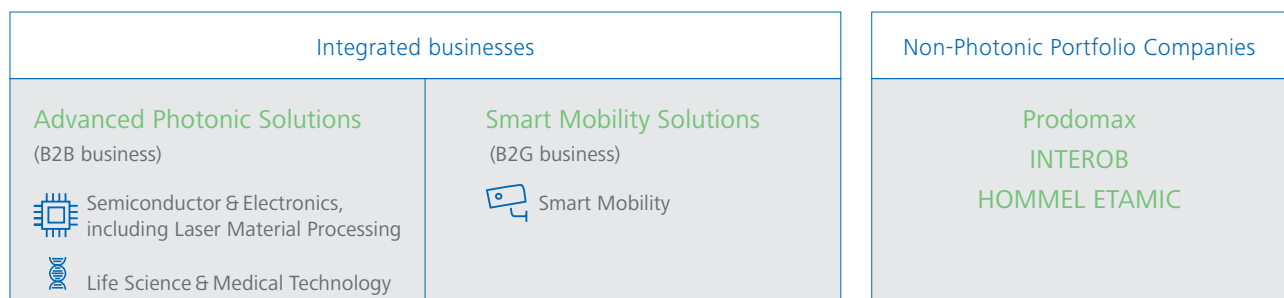 Integrated businesses
Advanced Photonic Solutions
(B2B business)
Semiconductor & Electronics,
including Laser Material Processing
Life Science & Medical Technology
Smart Mobility Solutions
(B2G business)
Smart Mobility
Non-Photonic Portfolio Companies
Prodomax
INTEROB
HOMMEL ETAMIC